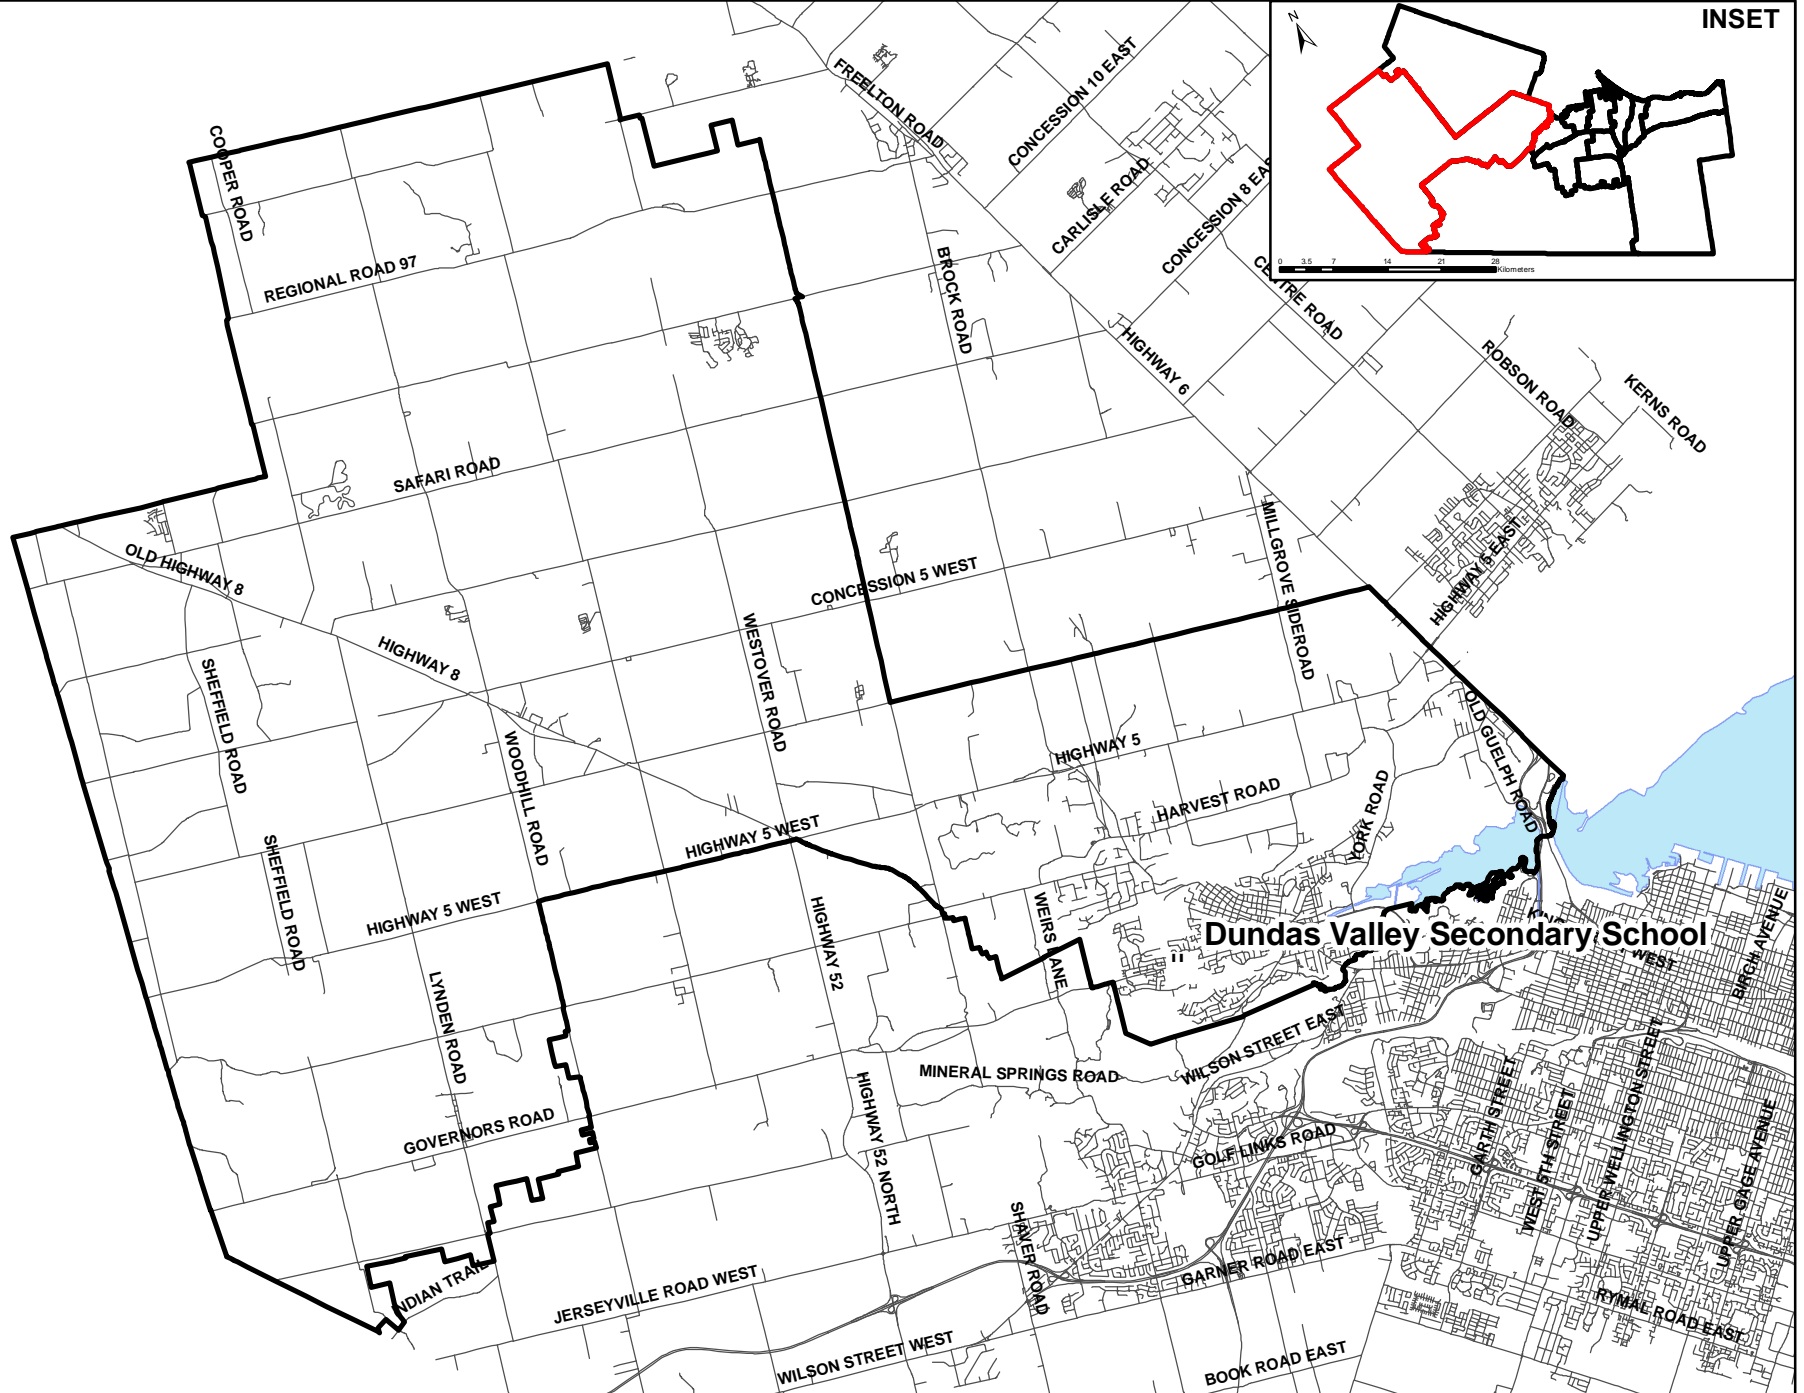 INSET
N
0 3.5 7 14 21 28
Kilometers
FREELTON ROAD
CONCESSION 10 EAST
COOPER ROAD
CARLISLE ROAD
CONCESSION 8 EAS
REGIONAL ROAD 97
BROCK ROAD
CENTRE ROAD
HIGHWAY 6
ROBSON ROAD
KERNS ROAD
SAFARI ROAD
OLD HIGHWAY 8
CONCESSION 5 WEST
MILLGROVE SIDEROAD
HIGHWAY 5 EAST
HIGHWAY 8
SHEFFIELD ROAD
WESTOVER ROAD
WOODHILL ROAD
HIGHWAY 5
OLD GUELPH ROAD
HARVEST ROAD
YORK ROAD
HIGHWAY 5 WEST
SHEFFIELD ROAD
HIGHWAY 5 WEST
HIGHWAY 52
WEIRS LANE
Dundas Valley Secondary School
WEST
BIRCH AVENUE
LYNDEN ROAD
MINERAL SPRINGS ROAD
WILSON STREET EAST
GOVERNORS ROAD
HIGHWAY 52 NORTH
GOLF LINKS ROAD
GARTH STREET
WEST 5TH STREET
UPPER WELLINGTON STREET
UPPER GAGE AVENUE
SHAVER ROAD
GARNER ROAD EAST
INDIAN TRAIL
JERSEYVILLE ROAD WEST
RYMAL ROAD EAST
WILSON STREET WEST
BOOK ROAD EAST